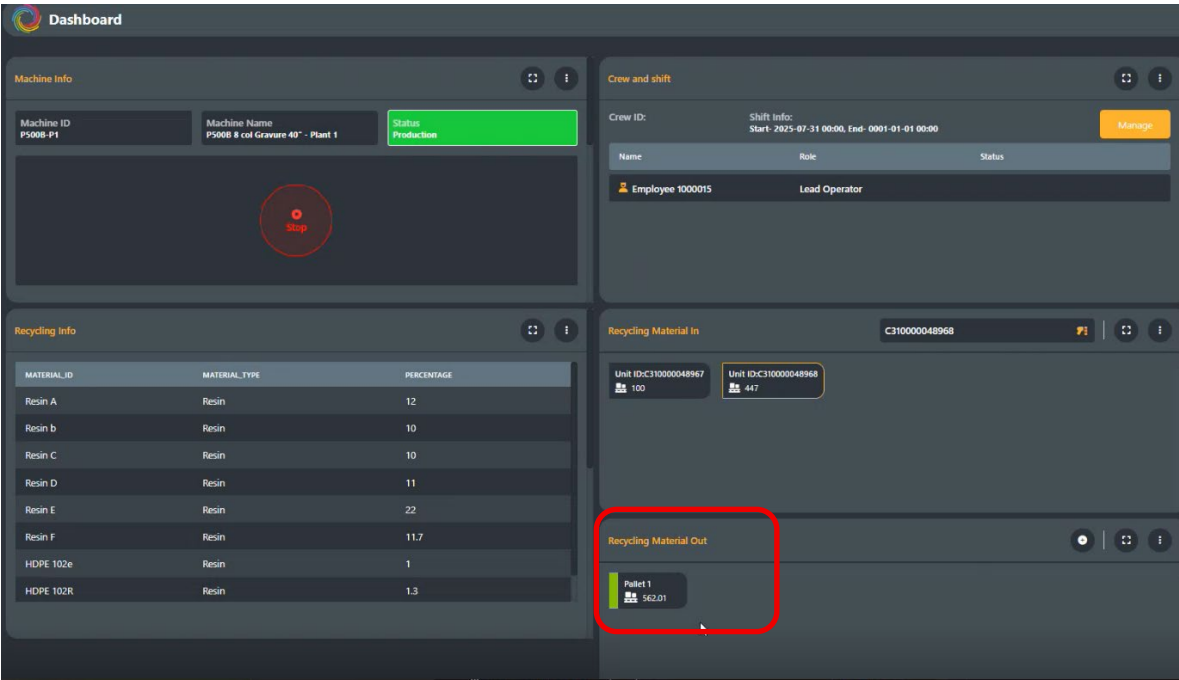 Dashboard
Machine Info
Machine ID
P500B-P1
Machine Name
P500B 8 col Gravure 40" - Plant 1
Status
Production
Stop
Crew and shift
Crew ID:
Shift Info:
Start- 2025-07-31 00:00, End- 0001-01-01 00:00
Manage
Name Role Status
Employee 1000015 Lead Operator
Recycling Info
MATERIAL_ID MATERIAL_TYPE PERCENTAGE
Resin A Resin 12
Resin b Resin 10
Resin C Resin 10
Resin D Resin 11
Resin E Resin 22
Resin F Resin 11.7
HDPE 102e Resin 1
HDPE 102R Resin 1.3
Recycling Material In
C310000048968
Unit ID:C310000048967
100
Unit ID:C310000048968
447
Recycling Material Out
Pallet 1
562.01